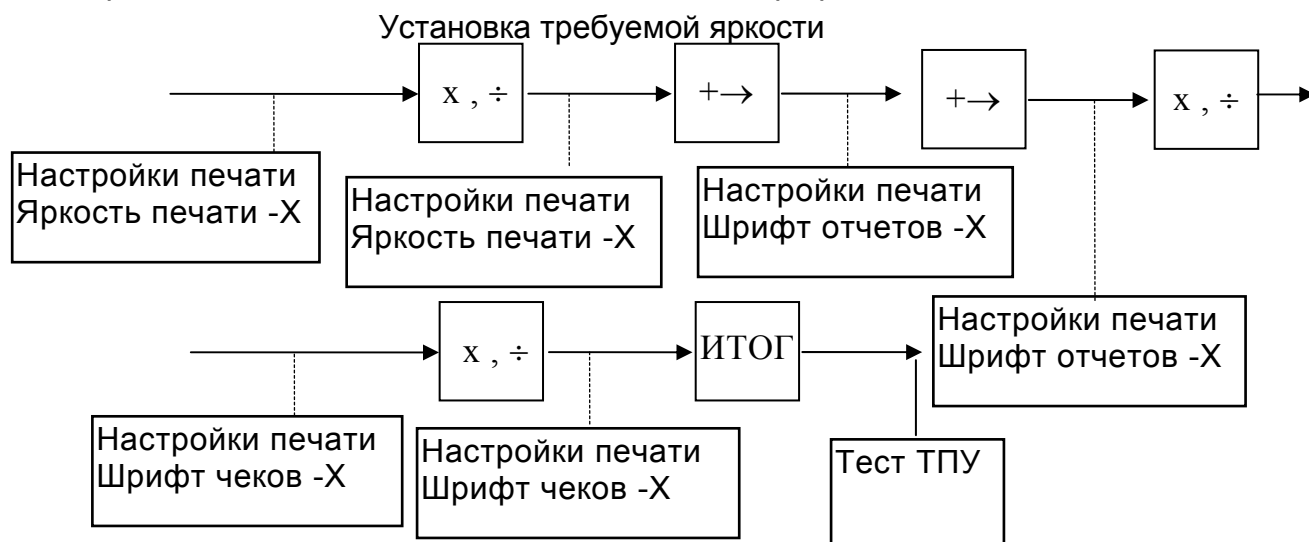 Установка требуемой яркости
x , ÷
+→
+→
x , ÷
Настройки печати
Яркость печати -Х
Настройки печати
Яркость печати -Х
Настройки печати
Шрифт отчетов -Х
Настройки печати
Шрифт отчетов -Х
x , ÷
ИТОГ
Настройки печати
Шрифт чеков -Х
Настройки печати
Шрифт чеков -Х
Тест ТПУ